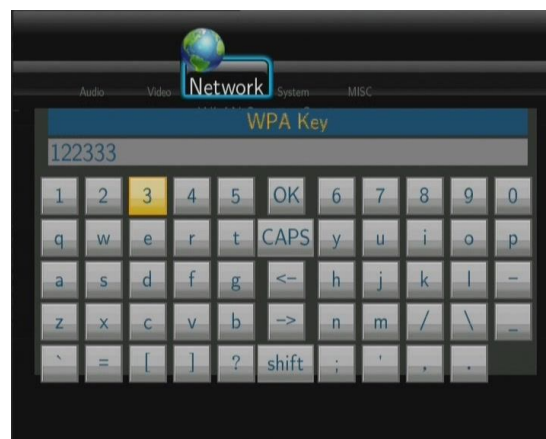 Audio Video Network System MISC
WPA Key
122333
1 2 3 4 5 OK 6 7 8 9 0
q w e r t CAPS y u i o p
a s d f g <- h j k l -
z x c v b -> n m / \ _
` = [ ] ? shift ; ' , .